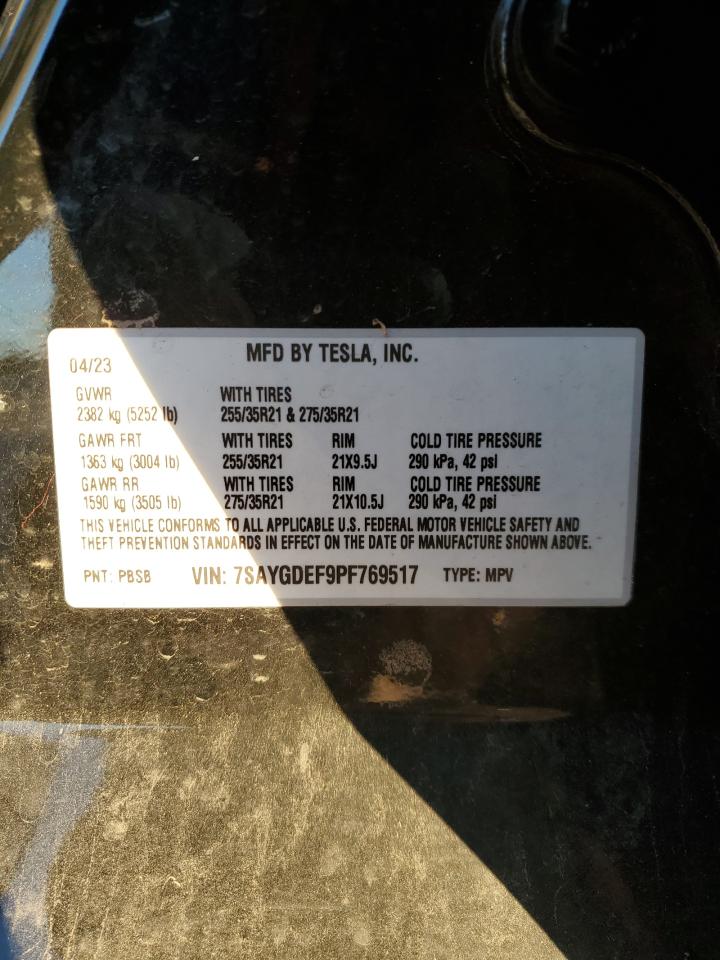 04/23 MFD BY TESLA, INC.
GVWR WITH TIRES
2382 kg (5252 lb) 255/35R21 & 275/35R21
GAWR FRT WITH TIRES RIM COLD TIRE PRESSURE
1363 kg (3004 lb) 255/35R21 21X9.5J 290 kPa, 42 psi
GAWR RR WITH TIRES RIM COLD TIRE PRESSURE
1590 kg (3505 lb) 275/35R21 21X10.5J 290 kPa, 42 psi
THIS VEHICLE CONFORMS TO ALL APPLICABLE U.S. FEDERAL MOTOR VEHICLE SAFETY AND
THEFT PREVENTION STANDARDS IN EFFECT ON THE DATE OF MANUFACTURE SHOWN ABOVE.
PNT: PBSB VIN: 7SAYGDEF9PF769517 TYPE: MPV